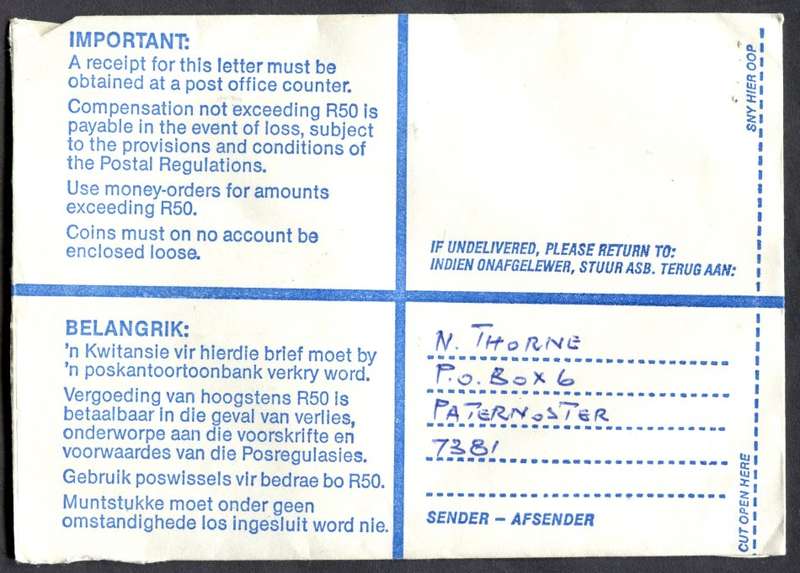 IMPORTANT:
A receipt for this letter must be
obtained at a post office counter.
Compensation not exceeding R50 is
payable in the event of loss, subject
to the provisions and conditions of
the Postal Regulations.
Use money-orders for amounts
exceeding R50.
Coins must on no account be
enclosed loose.
IF UNDELIVERED, PLEASE RETURN TO:
INDIEN ONAFGELEWER, STUUR ASB. TERUG AAN:
SNY HIER OOP
BELANGRIK:
'n Kwitansie vir hierdie brief moet by
'n poskantoortoonbank verkry word.
Vergoeding van hoogstens R50 is
betaalbaar in die geval van verlies,
onderworpe aan die voorskrifte en
voorwaardes van die Posregulasies.
Gebruik poswissels vir bedrae bo R50.
Muntstukke moet onder geen
omstandighede los ingesluit word nie.
N. THORNE
P.O. BOX 6
PATERNOSTER
7381
SENDER – AFSENDER
CUT OPEN HERE